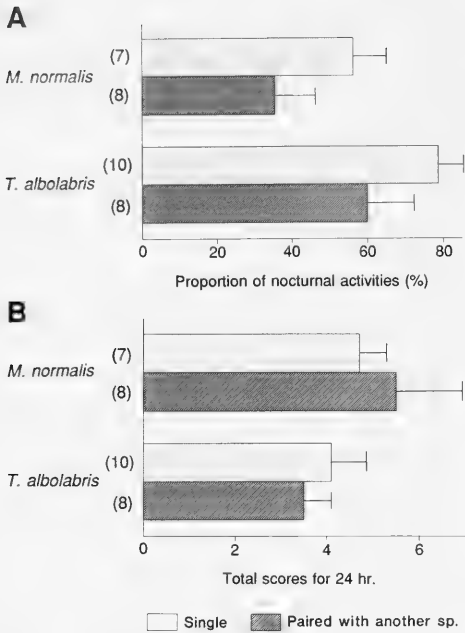 A
(7)
M. normalis
(8)
(10)
T. albolabris
(8)
0 20 40 60 80
Proportion of nocturnal activities (%)
B
(7)
M. normalis
(8)
(10)
T. albolabris
(8)
0 2 4 6
Total scores for 24 hr.
Single Paired with another sp.